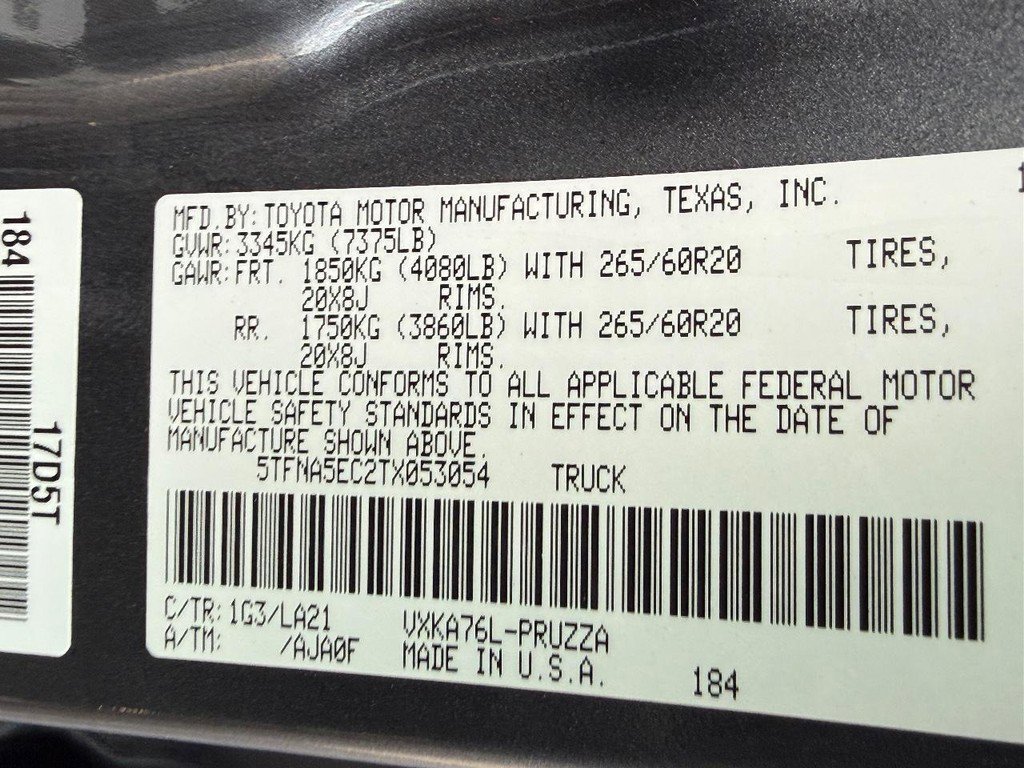 184
17D5T
MFD.BY:TOYOTA MOTOR MANUFACTURING, TEXAS, INC.
GVWR:3345KG (7375LB)
GAWR:FRT. 1850KG (4080LB) WITH 265/60R20 TIRES,
20X8J RIMS.
RR. 1750KG (3860LB) WITH 265/60R20 TIRES,
20X8J RIMS.
THIS VEHICLE CONFORMS TO ALL APPLICABLE FEDERAL MOTOR
VEHICLE SAFETY STANDARDS IN EFFECT ON THE DATE OF
MANUFACTURE SHOWN ABOVE.
5TFNA5EC2TX053054 TRUCK
C/TR:1G3/LA21 VXKA76L-PRUZZA
A/TM: /AJA0F MADE IN U.S.A.
184